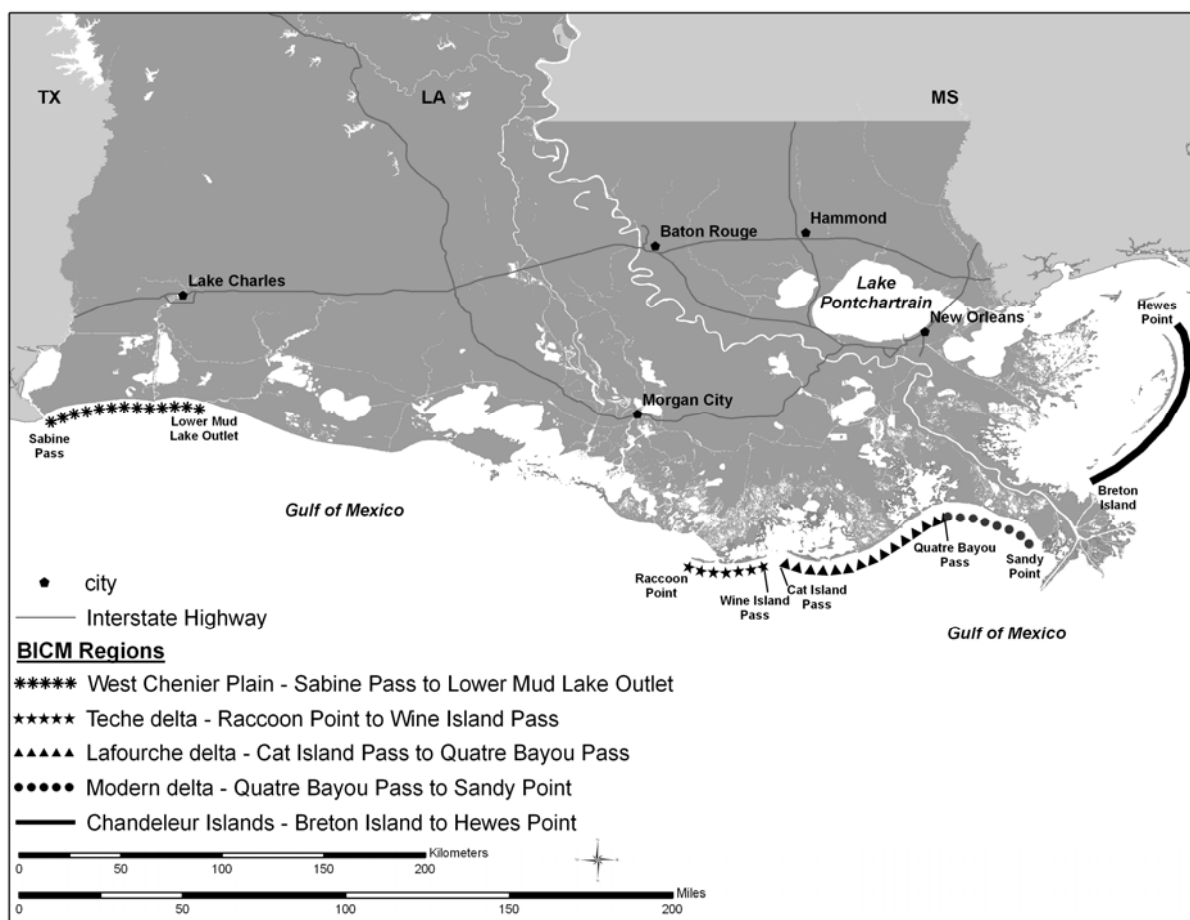 TX
LA
MS
Hammond
Baton Rouge
Lake Charles
Lake
Pontchartrain
New Orleans
Hewes
Point
Morgan City
Sabine
Pass
Lower Mud
Lake Outlet
Breton
Island
Gulf of Mexico
Quatre Bayou
Pass
Sandy
Point
Raccoon
Point
Wine Island
Pass
Cat Island
Pass
Gulf of Mexico
city
Interstate Highway
BICM Regions
West Chenier Plain - Sabine Pass to Lower Mud Lake Outlet
Teche delta - Raccoon Point to Wine Island Pass
Lafourche delta - Cat Island Pass to Quatre Bayou Pass
Modern delta - Quatre Bayou Pass to Sandy Point
Chandeleur Islands - Breton Island to Hewes Point
Kilometers
0 50 100 150 200
Miles
0 50 100 150 200